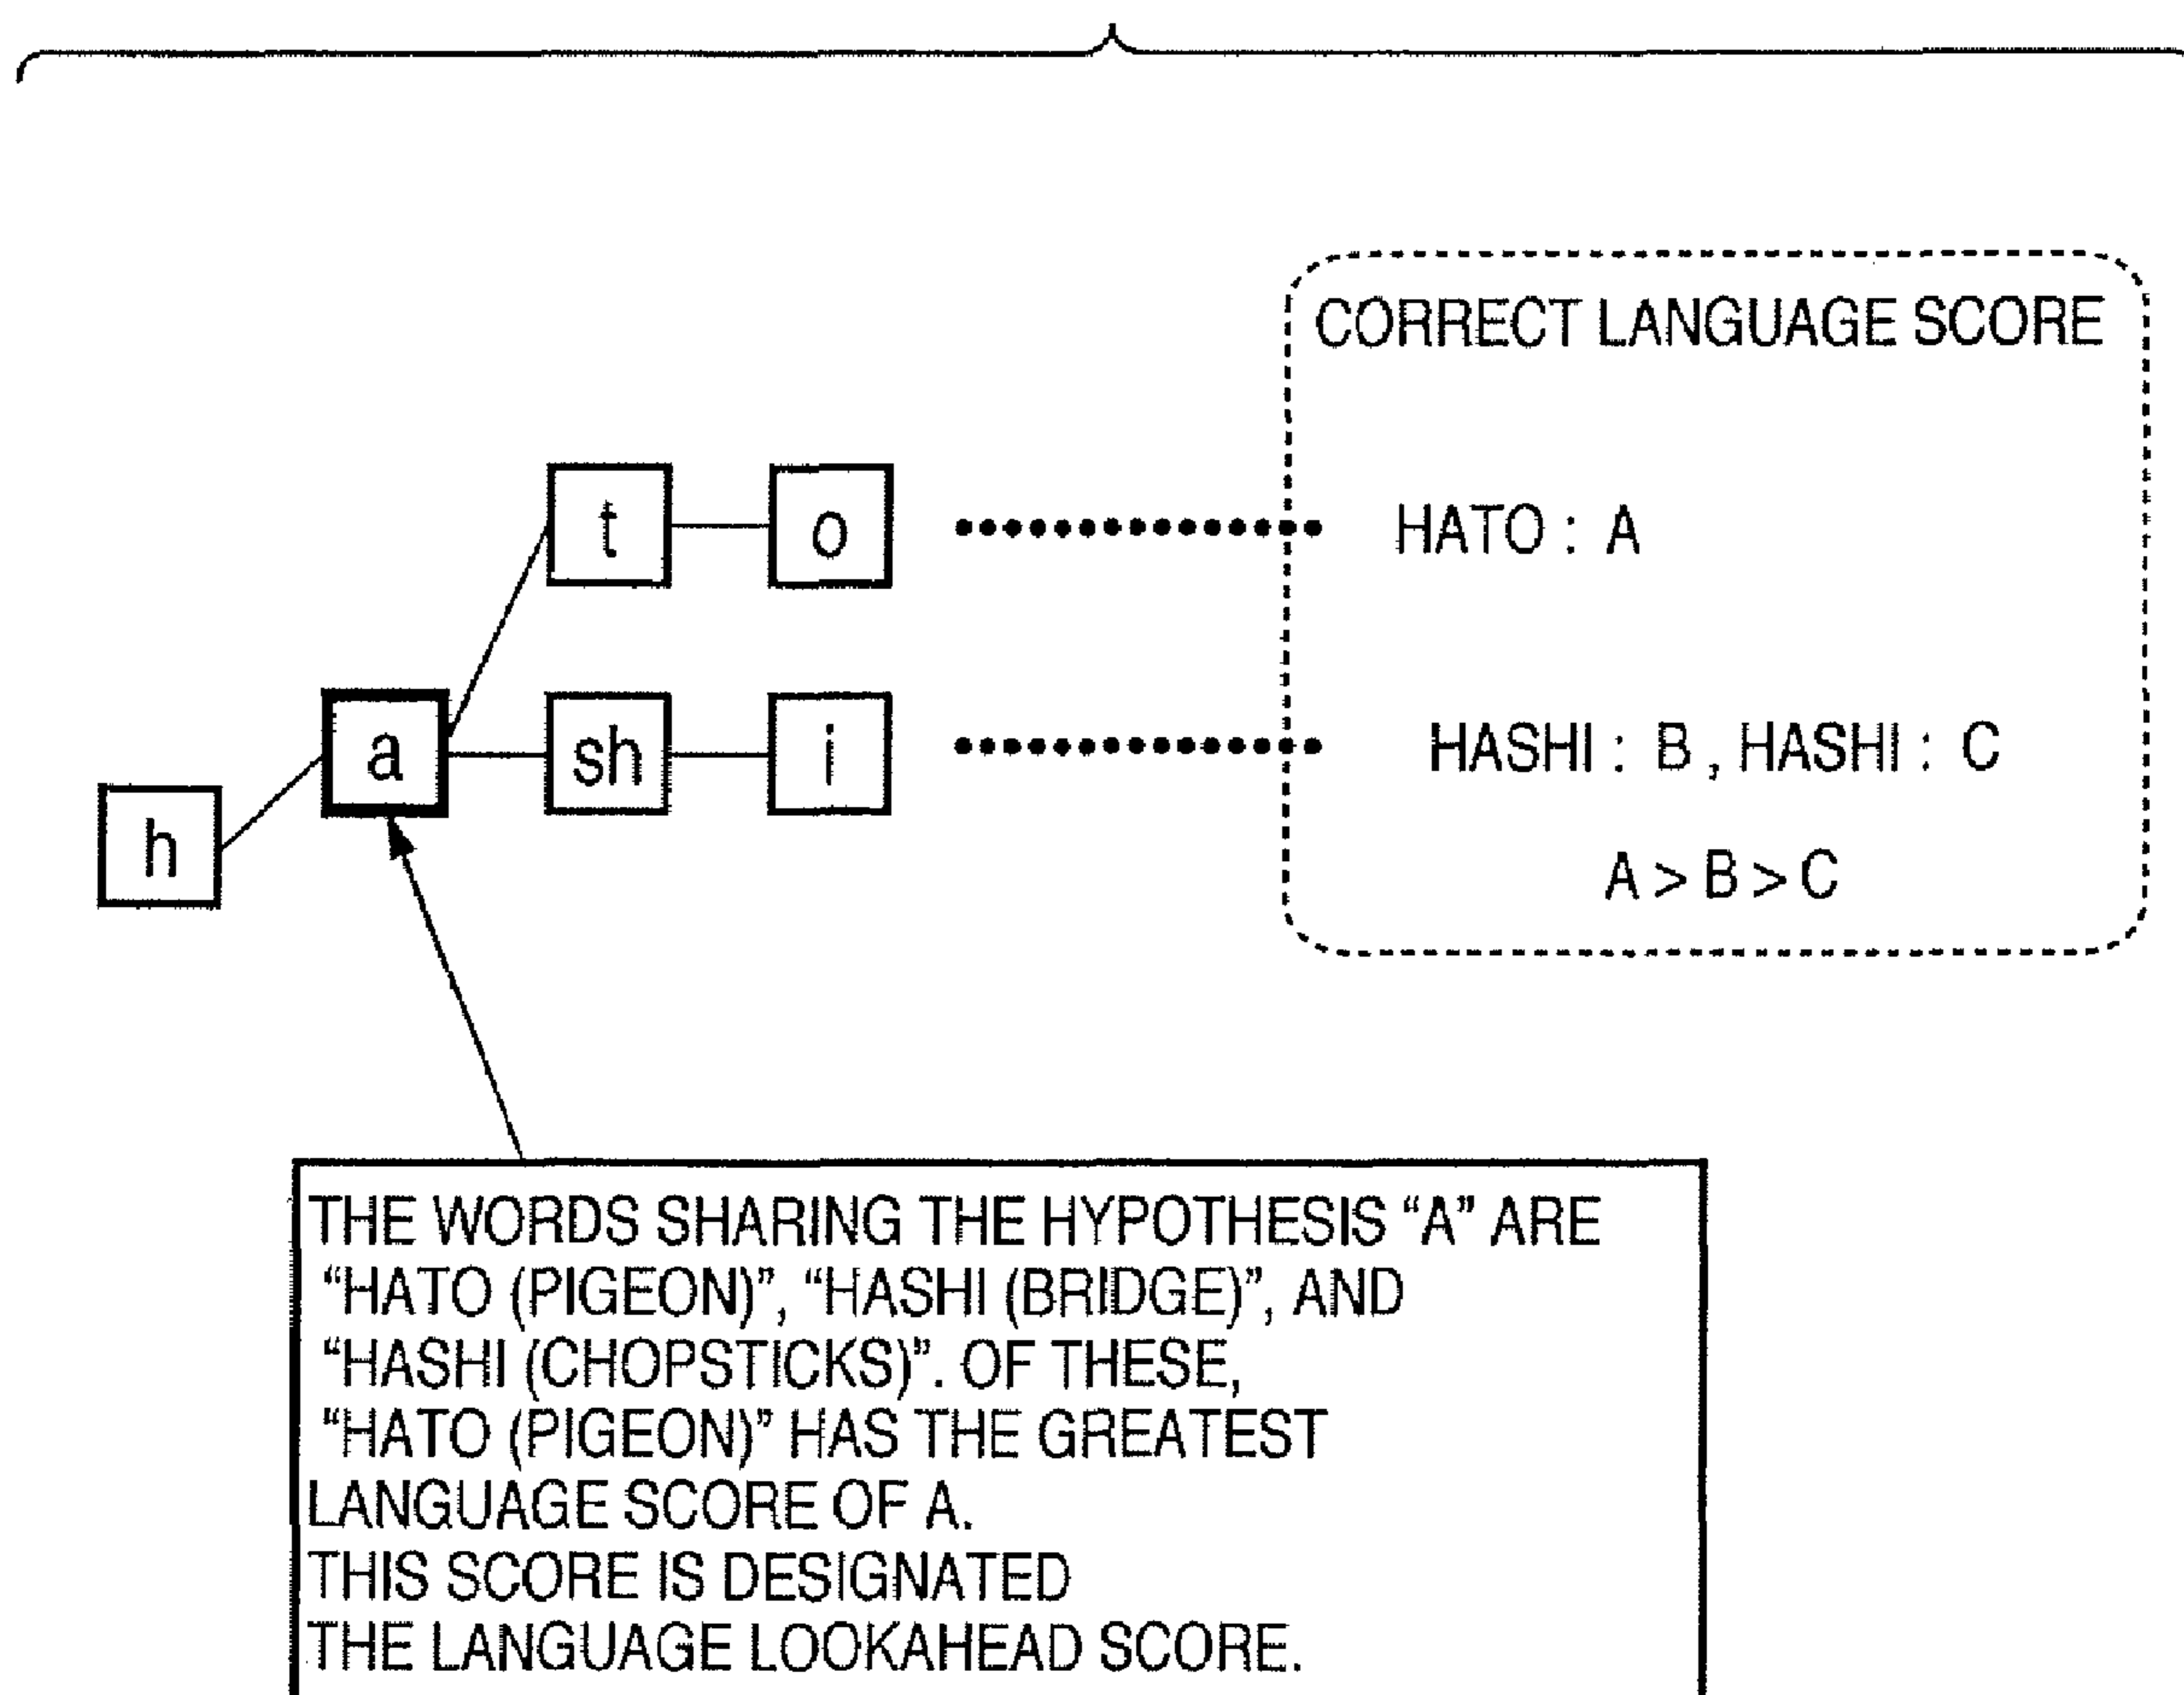 CORRECT LANGUAGE SCORE
t o HATO : A
h a sh i HASHI : B , HASHI : C
A > B > C
THE WORDS SHARING THE HYPOTHESIS “A” ARE
“HATO (PIGEON)”, “HASHI (BRIDGE)”, AND
“HASHI (CHOPSTICKS)”. OF THESE,
“HATO (PIGEON)” HAS THE GREATEST
LANGUAGE SCORE OF A.
THIS SCORE IS DESIGNATED
THE LANGUAGE LOOKAHEAD SCORE.